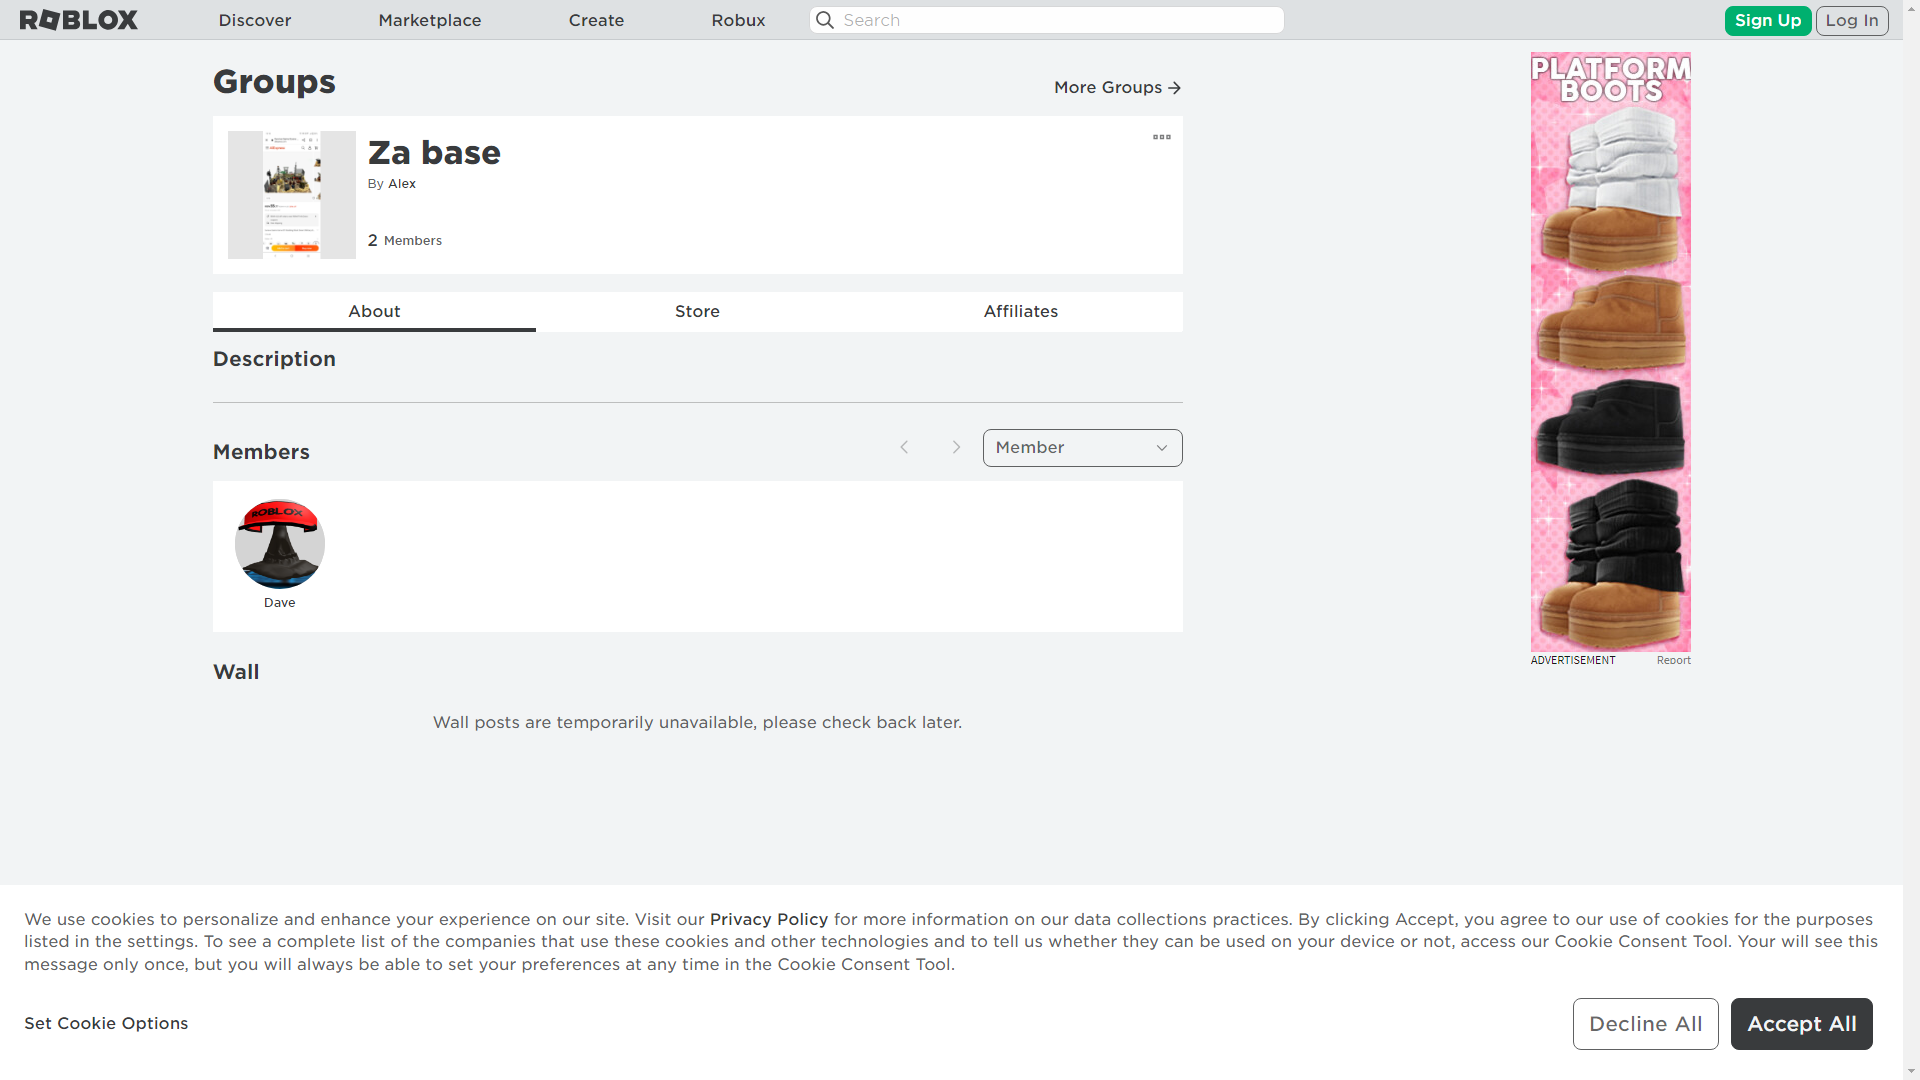 ROBLOX
Discover
Marketplace
Create
Robux
Search
Sign Up
Log In
Groups
More Groups
Za base
By Alex
2 Members
About
Store
Affiliates
Description
Members
Member
ROBLOX
Dave
Wall
Wall posts are temporarily unavailable, please check back later.
PLATFORM
BOOTS
ADVERTISEMENT
Report
We use cookies to personalize and enhance your experience on our site. Visit our Privacy Policy for more information on our data collections practices. By clicking Accept, you agree to our use of cookies for the purposes
listed in the settings. To see a complete list of the companies that use these cookies and other technologies and to tell us whether they can be used on your device or not, access our Cookie Consent Tool. Your will see this
message only once, but you will always be able to set your preferences at any time in the Cookie Consent Tool.
Set Cookie Options
Decline All
Accept All